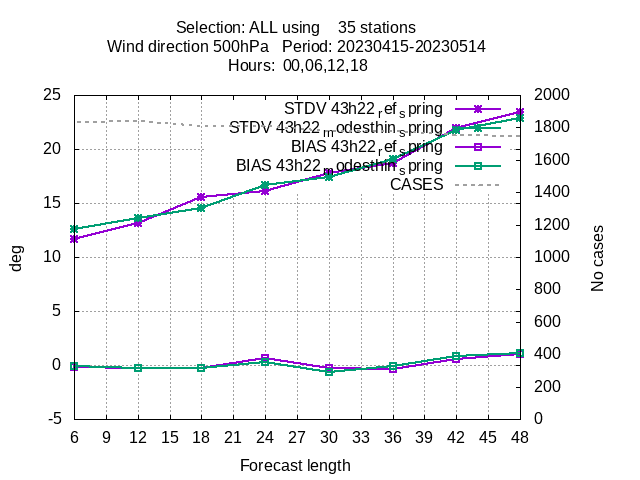 Selection: ALL using    35 stations
Wind direction 500hPa   Period: 20230415-20230514
Hours: 00,06,12,18
STDV 43h22_ref_spring
STDV 43h22_modesthin_spring
BIAS 43h22_ref_spring
BIAS 43h22_modesthin_spring
CASES
25
20
15
10
5
0
-5
deg
2000
1800
1600
1400
1200
1000
800
600
400
200
0
No cases
6 9 12 15 18 21 24 27 30 33 36 39 42 45 48
Forecast length